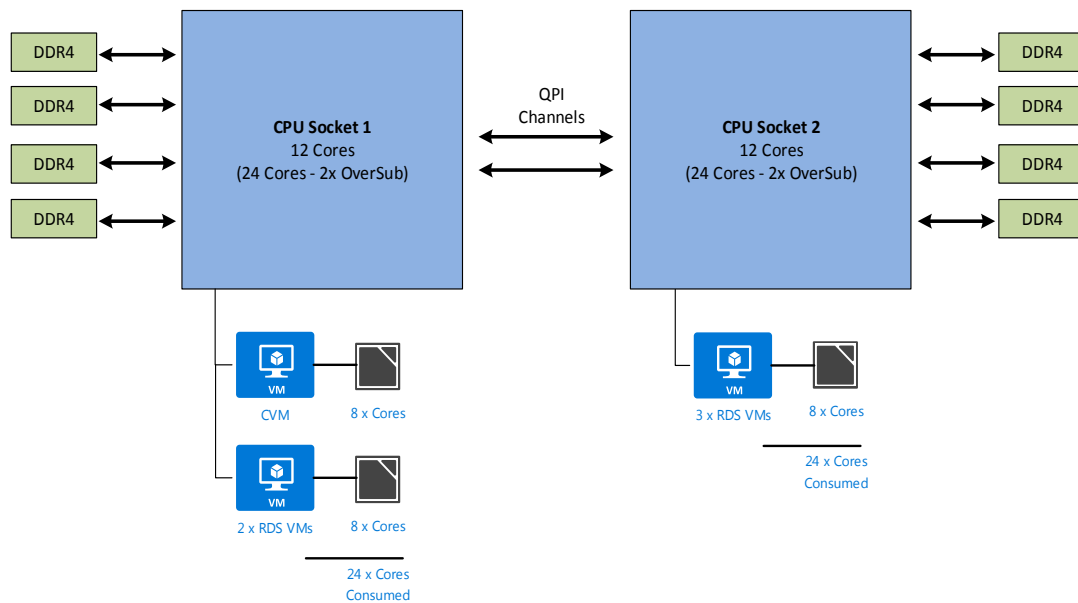 DDR4
DDR4
DDR4
DDR4
CPU Socket 1
12 Cores
(24 Cores - 2x OverSub)
QPI
Channels
CPU Socket 2
12 Cores
(24 Cores - 2x OverSub)
DDR4
DDR4
DDR4
DDR4
VM
CVM
8 x Cores
VM
2 x RDS VMs
8 x Cores
24 x Cores
Consumed
VM
3 x RDS VMs
8 x Cores
24 x Cores
Consumed